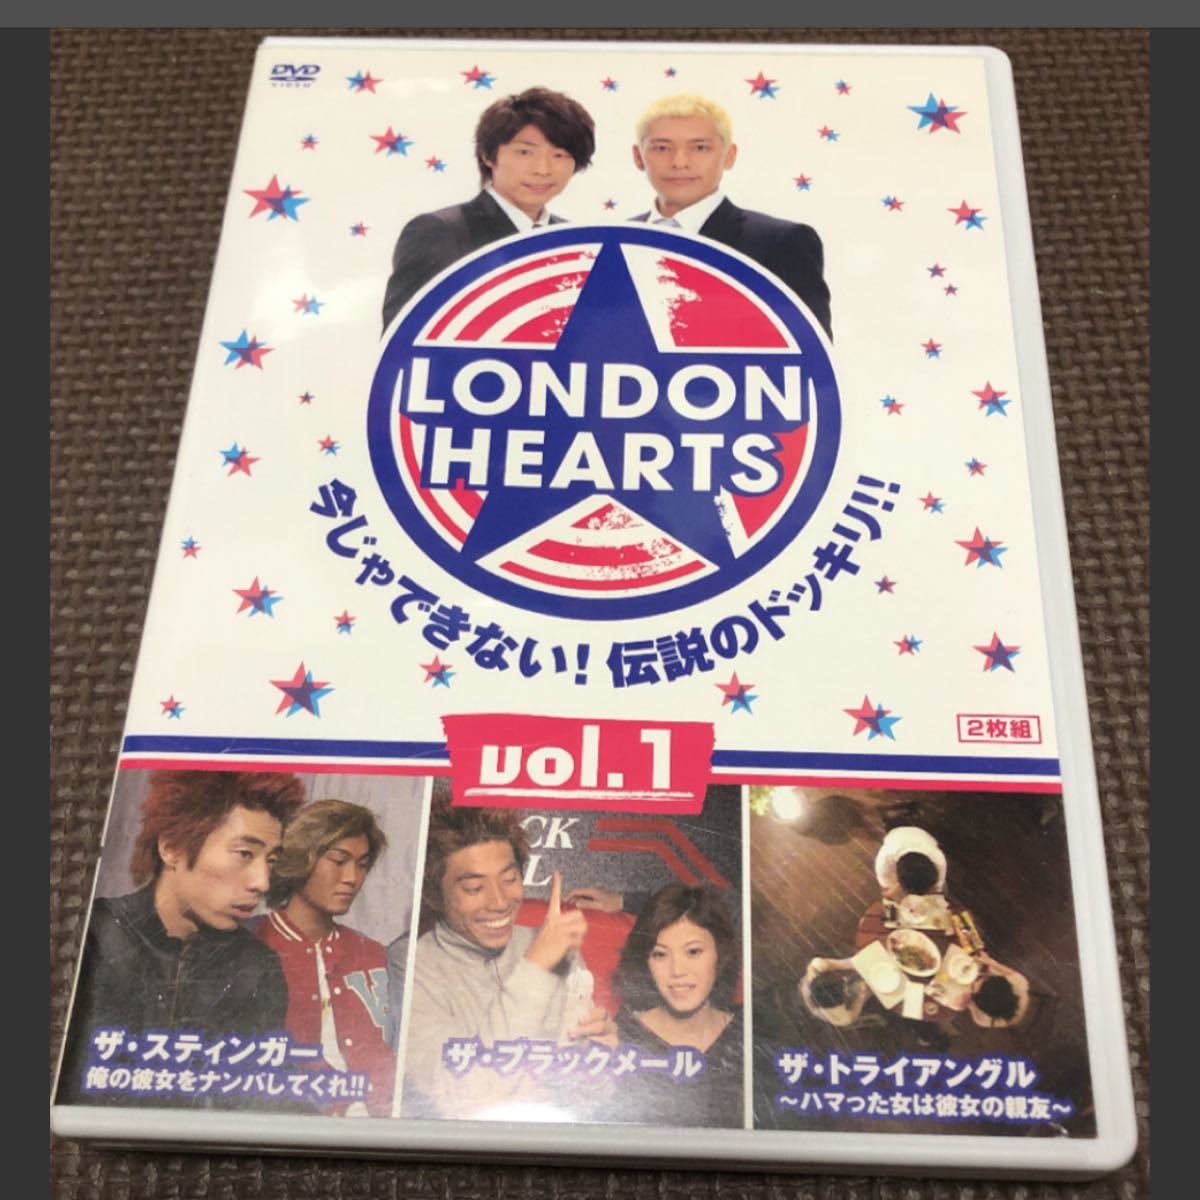 DVD
VIDEO
LONDON
HEARTS
今じゃできない!伝説のドッキリ!!
2枚組
vol.1
CK
L
ザ・スティンガー
俺の彼女をナンパしてくれ!!
ザ・ブラックメール
ザ・トライアングル
~ハマった女は彼女の親友~